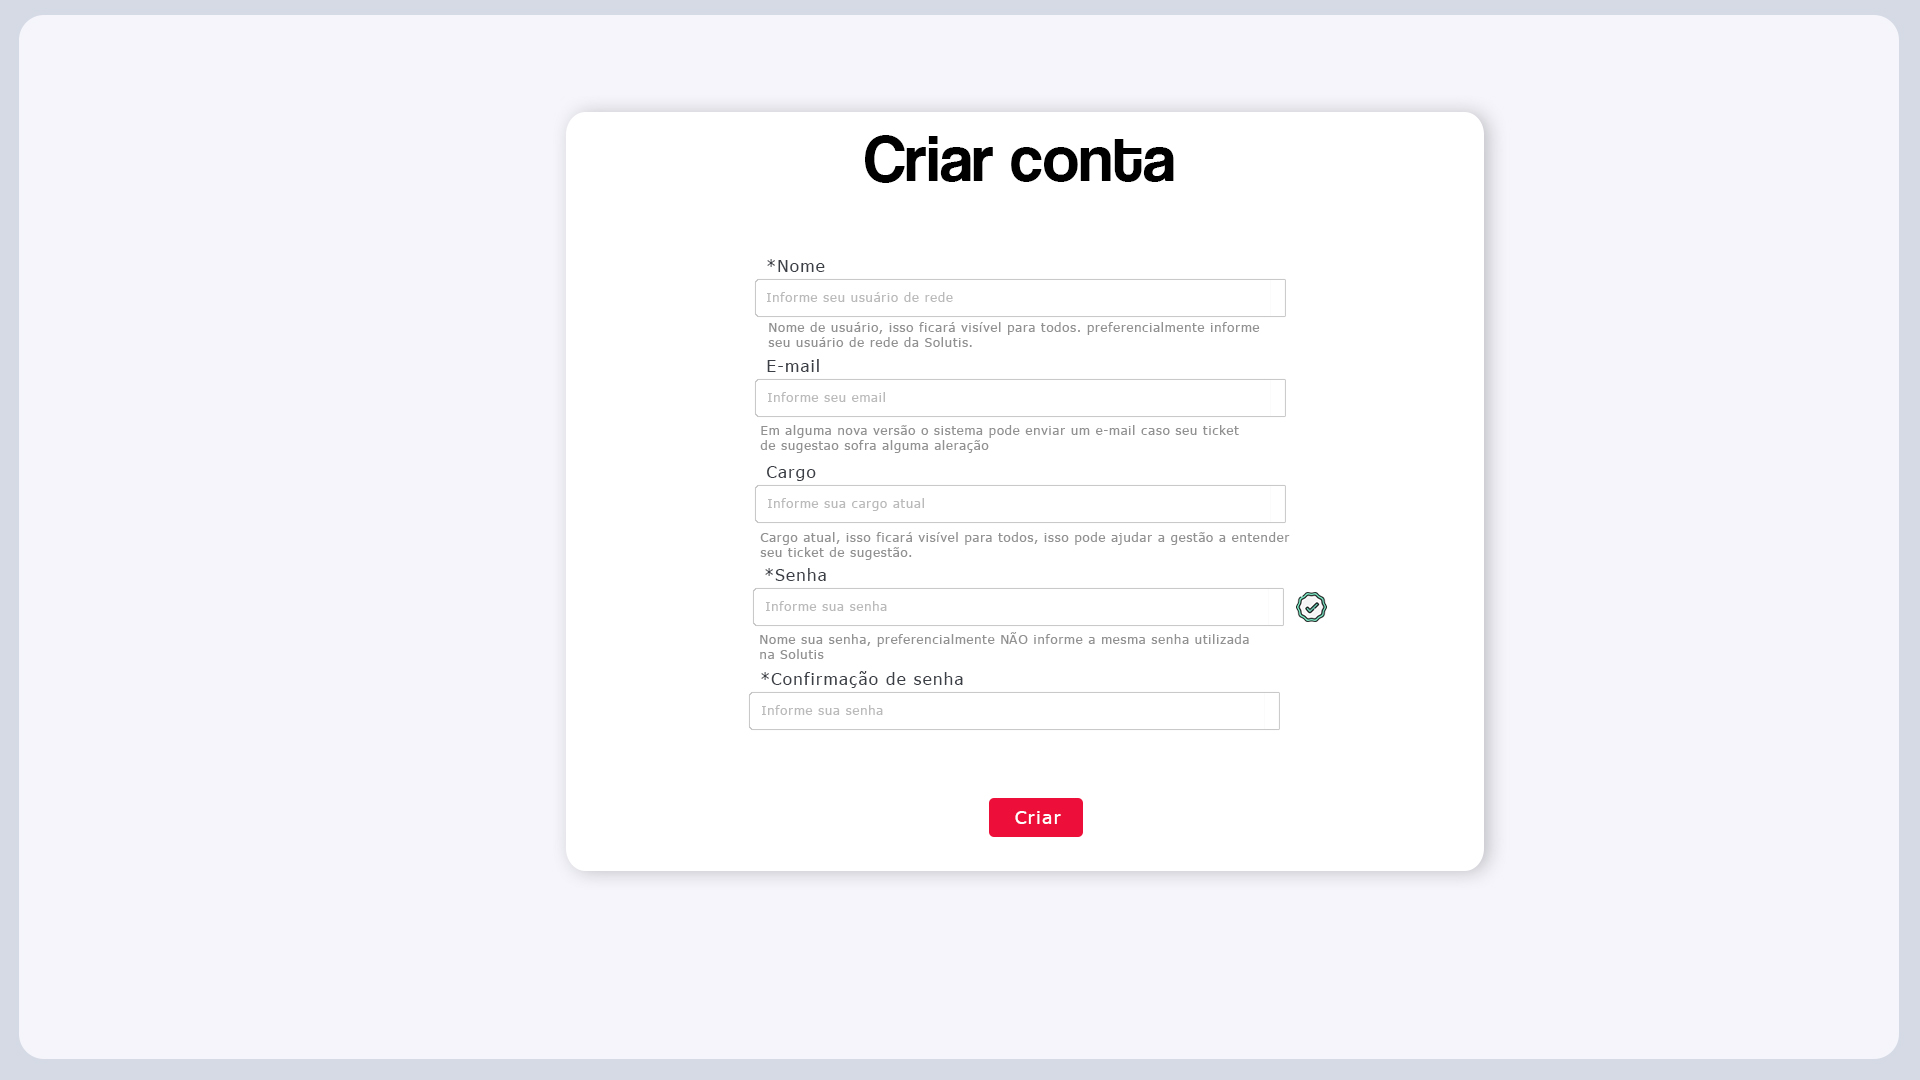 Criar conta
*Nome
Informe seu usuário de rede
Nome de usuário, isso ficará visível para todos. preferencialmente informe
seu usuário de rede da Solutis.
E-mail
Informe seu email
Em alguma nova versão o sistema pode enviar um e-mail caso seu ticket
de sugestao sofra alguma aleração
Cargo
Informe sua cargo atual
Cargo atual, isso ficará visível para todos, isso pode ajudar a gestão a entender
seu ticket de sugestão.
*Senha
Informe sua senha
Nome sua senha, preferencialmente NÃO informe a mesma senha utilizada
na Solutis
*Confirmação de senha
Informe sua senha
Criar